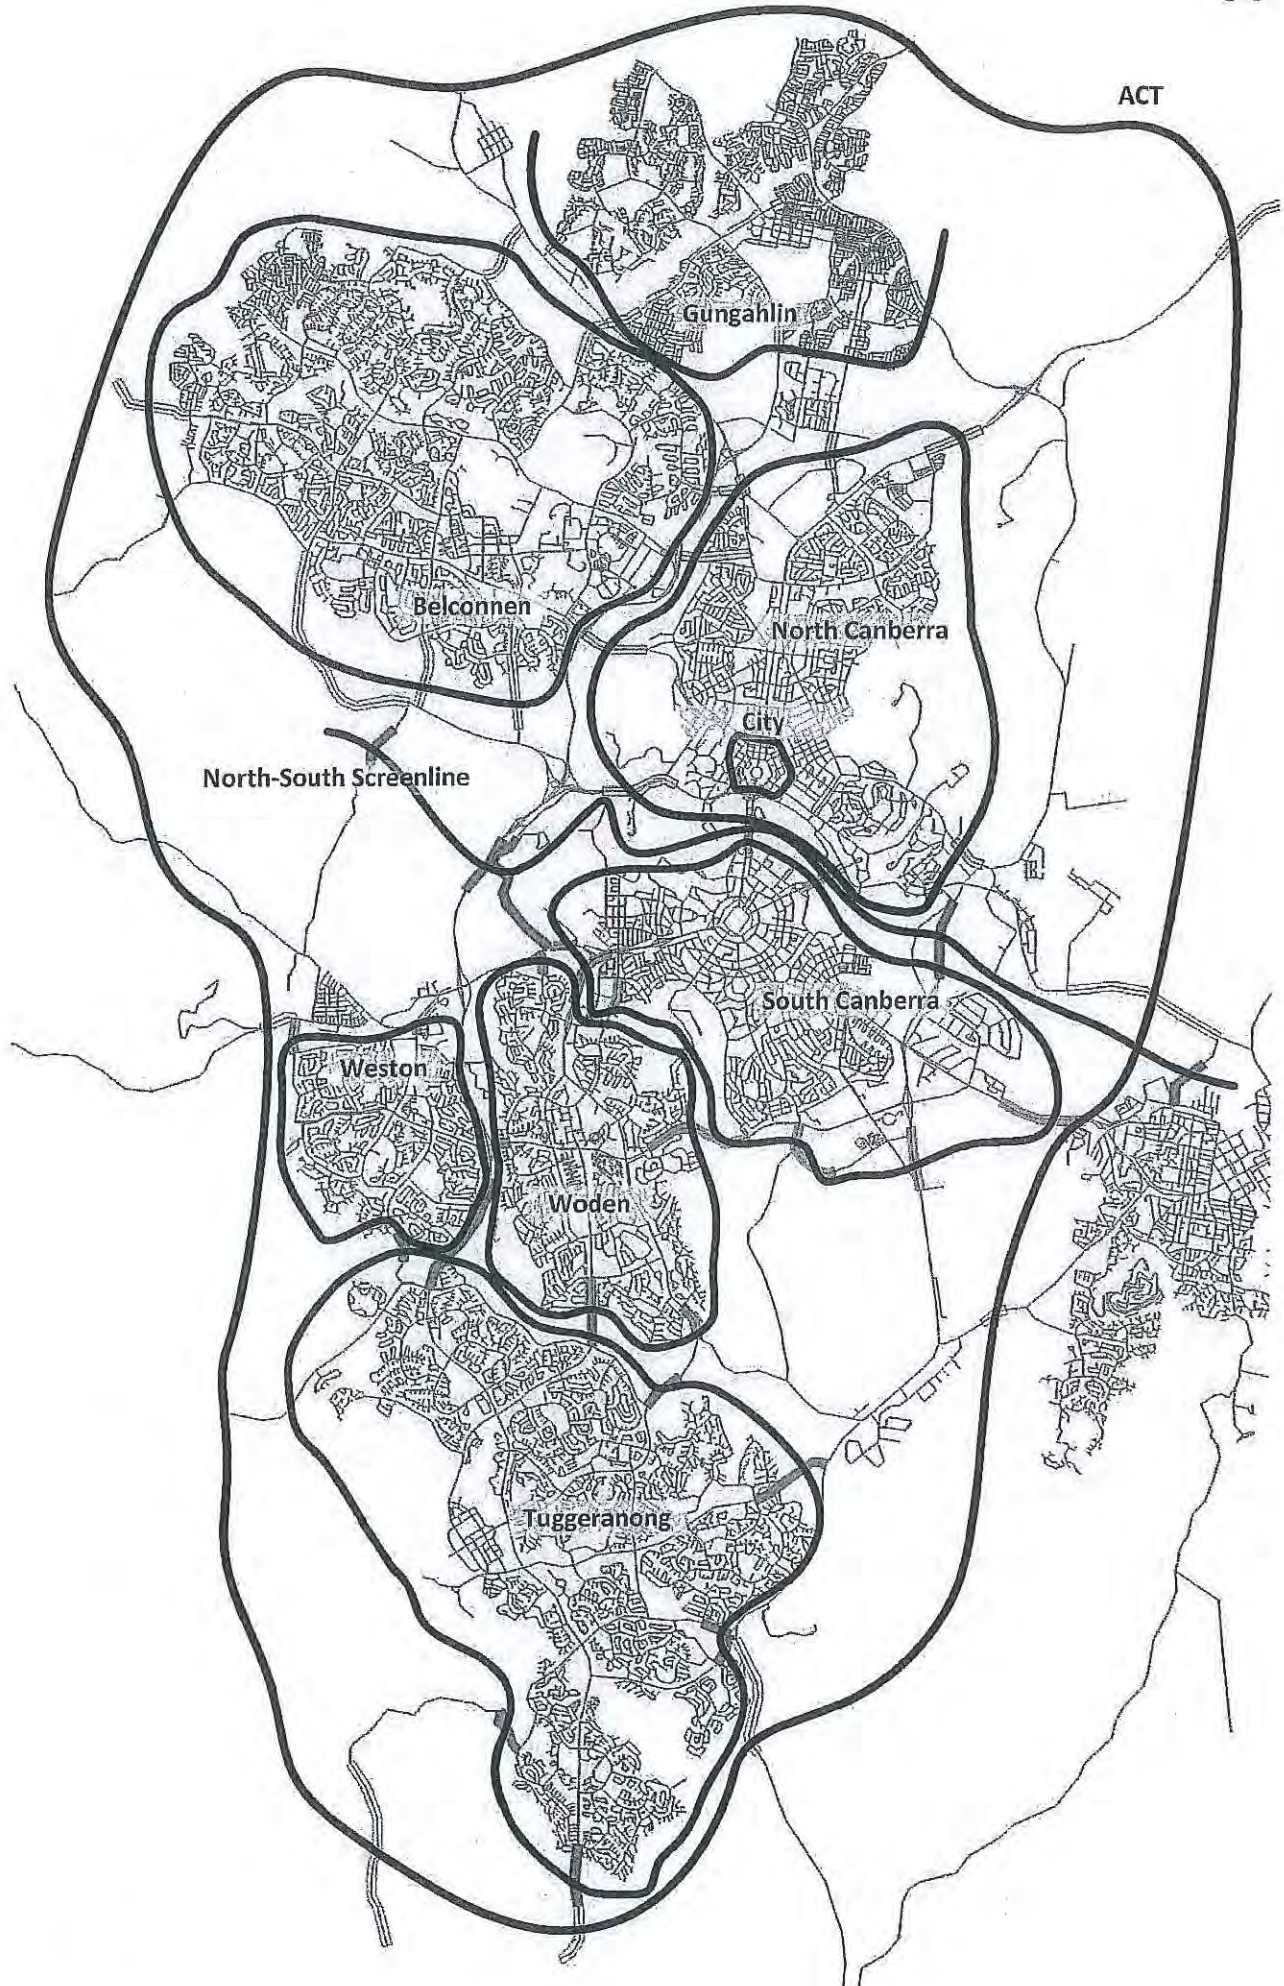 ACT
Gungahlin
Belconnen
North Canberra
City
North-South Screenline
South Canberra
Weston
Woden
Tuggeranong